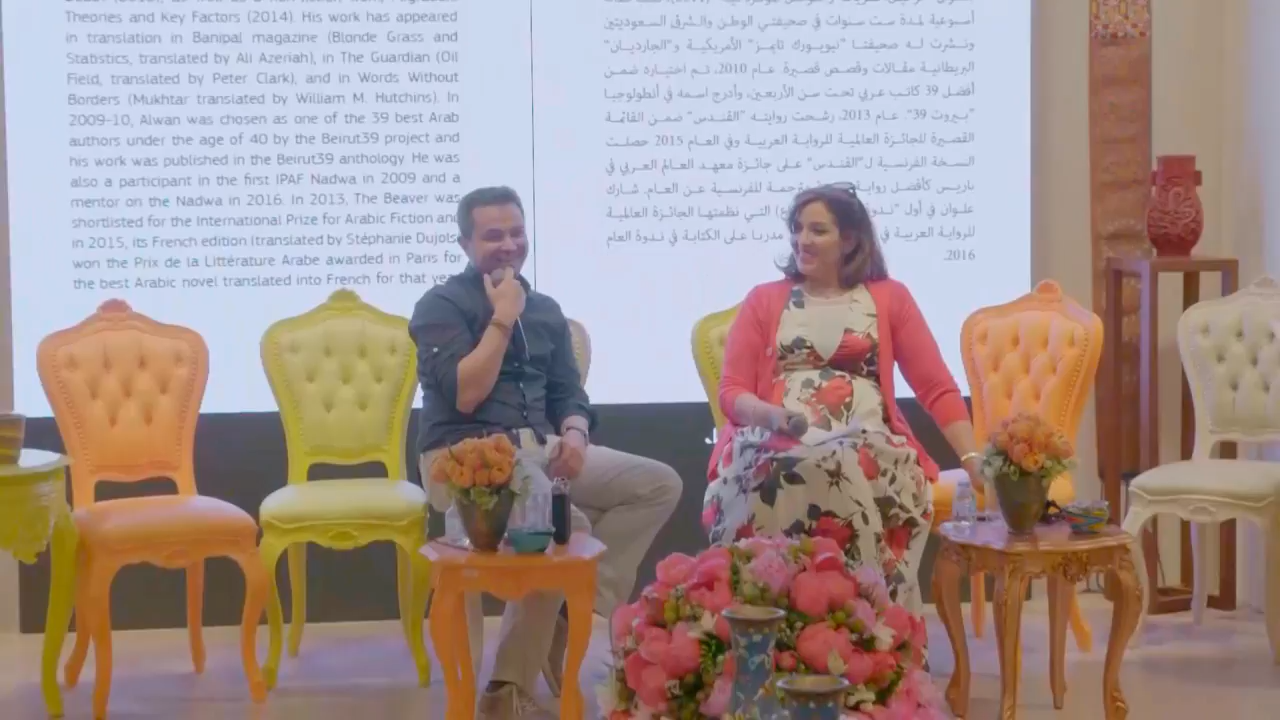 Theories and Key Factors (2014). His work has appeared
in translation in Banipal magazine (Blonde Grass and
Statistics, translated by Ali Azeriah), in The Guardian (Oil
Field, translated by Peter Clark), and in Words Without
Borders (Mukhtar translated by William M. Hutchins). In
2009-10, Alwan was chosen as one of the 39 best Arab
authors under the age of 40 by the Beirut39 project and
his work was published in the Beirut39 anthology. He was
also a participant in the first IPAF Nadwa in 2009 and a
mentor on the Nadwa in 2016. In 2013, The Beaver was
shortlisted for the International Prize for Arabic Fiction and
in 2015, its French edition (translated by Stéphanie Dujols
won the Prix de la Littérature Arabe awarded in Paris for
the best Arabic novel translated into French for that
أسبوعية لمدة ست سنوات في صحيفتي الوطن والشرق السعوديتين
ونشرت له صحيفتا "نيويورك تايمز" الأمريكية و"الجارديان"
البريطانية مقالات وقصص قصيرة. عام 2010، تم اختياره ضمن
أفضل 39 كاتب عربي تحت سن الأربعين، وأدرج اسمه في أنطولوجيا
"بيروت 39". عام 2013، رشحت روايته "القندس" ضمن القائمة
القصيرة للجائزة العالمية للرواية العربية وفي العام 2015 حصلت
النسخة الفرنسية ل"القندس" على جائزة معهد العالم العربي في
باريس كأفضل رواية مترجمة للفرنسية عن العام. شارك
علوان في أول "ندوة التي نظمتها الجائزة العالمية
للرواية العربية في مدربا على الكتابة في ندوة العام
2016.